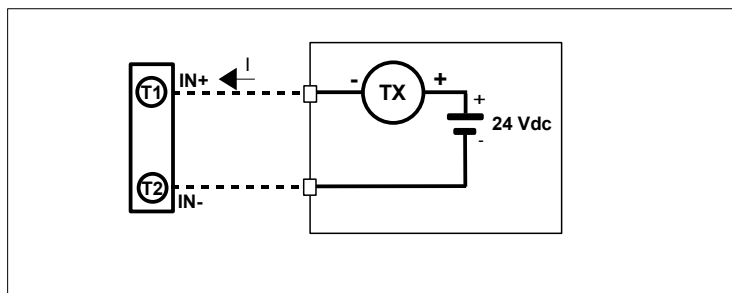 I
IN+
T1
-
TX
+
+
24 Vdc
-
T2
IN-